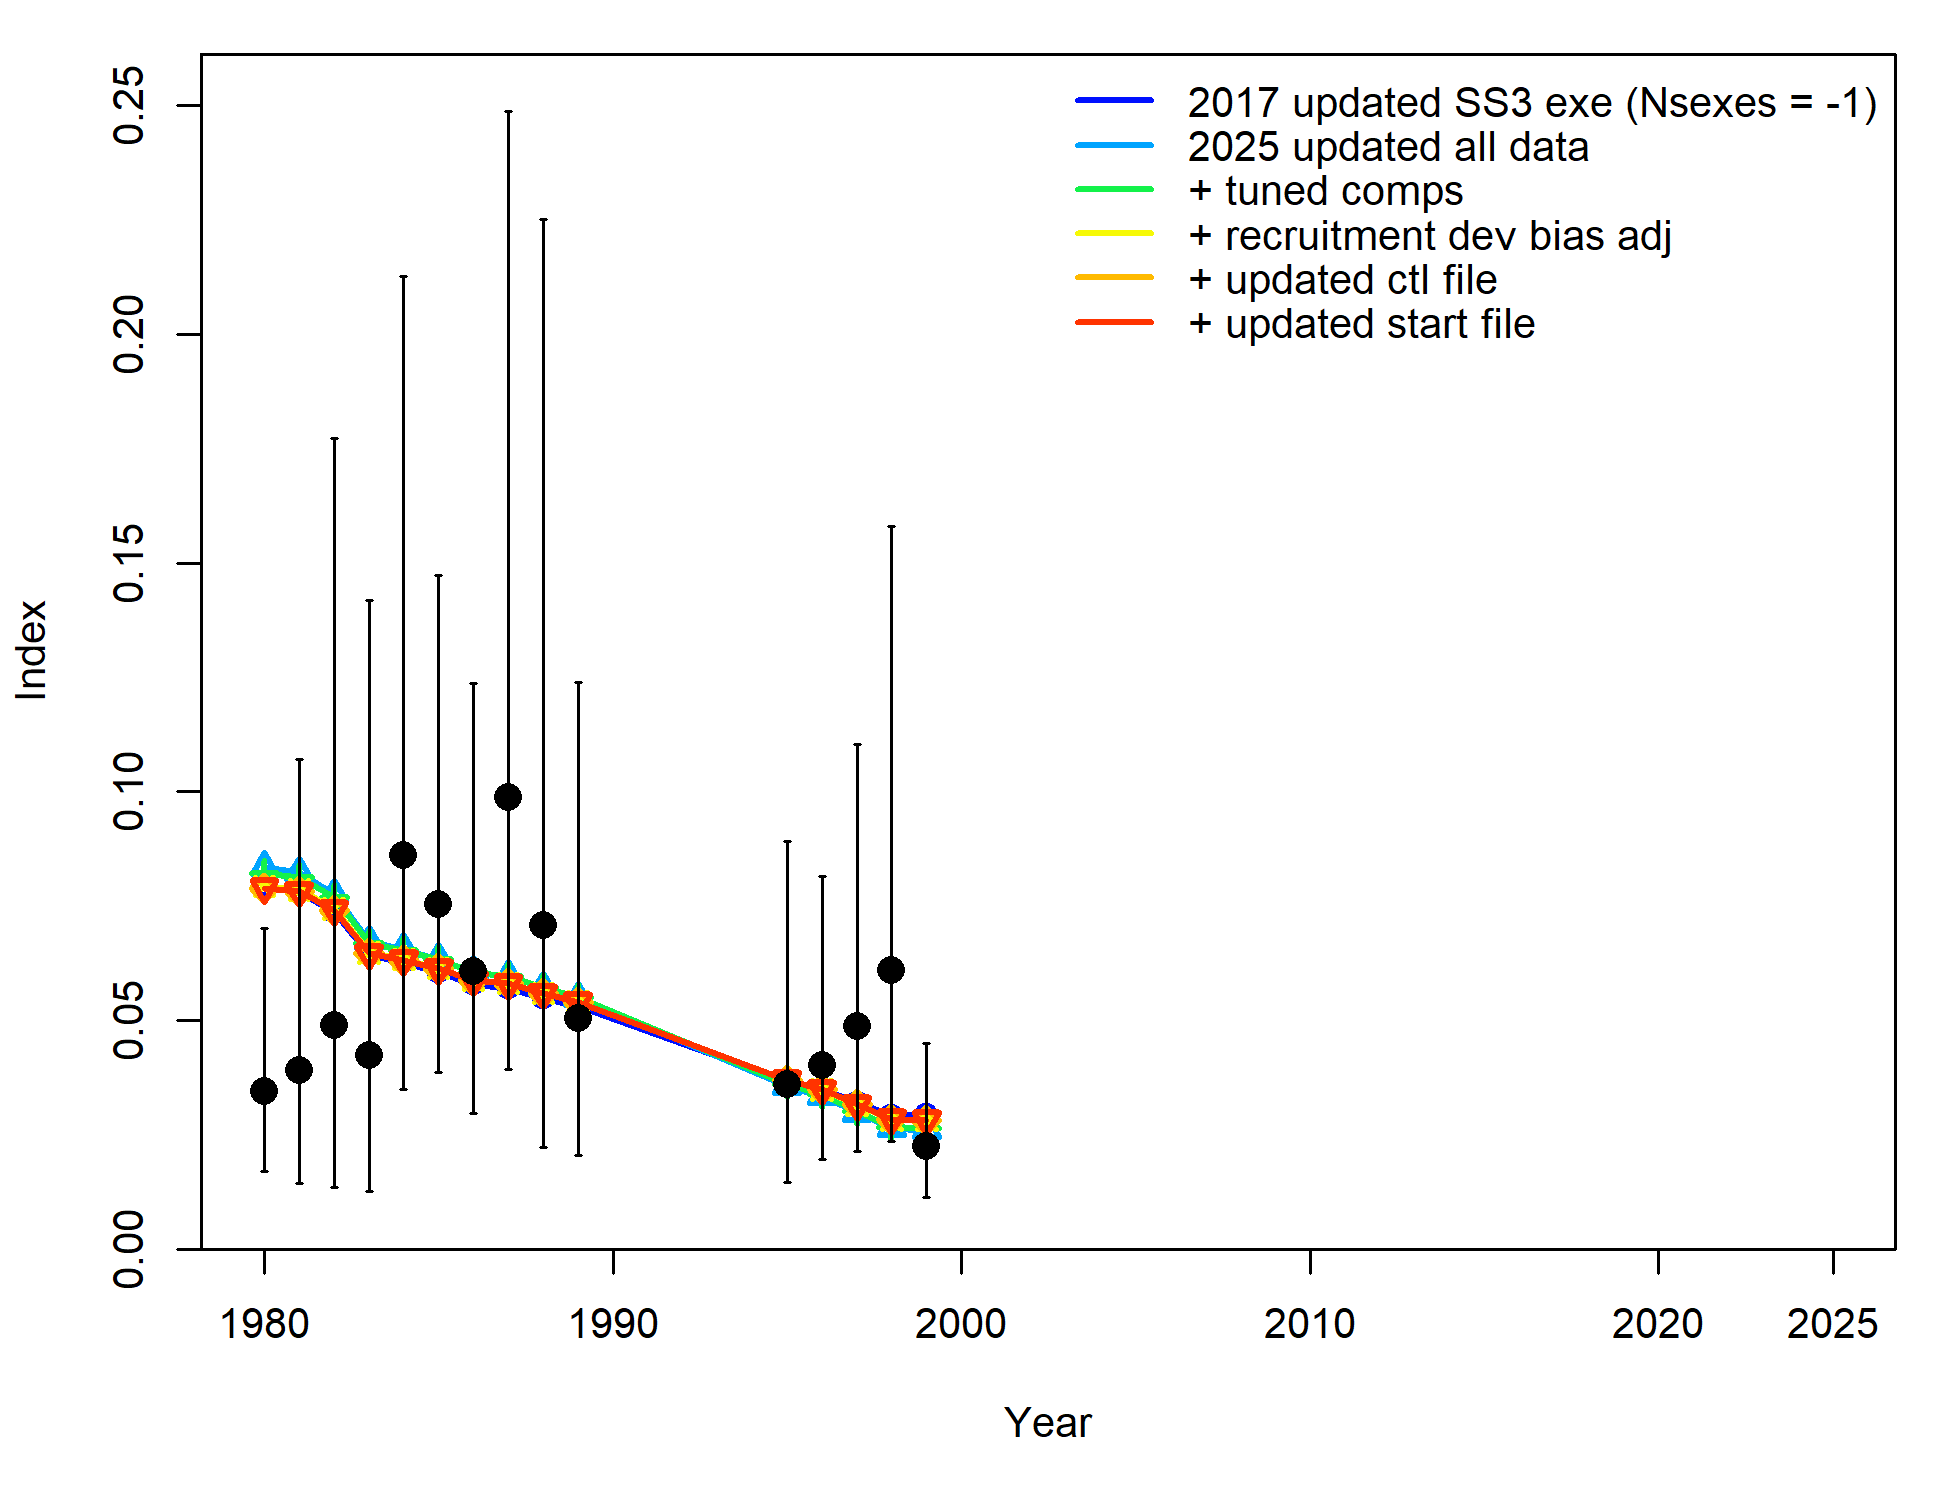 2017 updated SS3 exe (Nsexes = -1)
2025 updated all data
+ tuned comps
+ recruitment dev bias adj
+ updated ctl file
+ updated start file
0.25
0.20
0.15
0.10
0.05
0.00
Index
1980 1990 2000 2010 2020 2025
Year